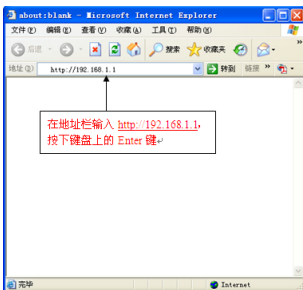 about:blank - Microsoft Internet Explorer
文件(F) 编辑(E) 查看(V) 收藏(A) 工具(T) 帮助(H) »
后退 搜索 收藏夹
地址(D) http://192.168.1.1 转到 链接 »
在地址栏输入 http://192.168.1.1,
按下键盘上的 Enter 键↵
完毕 Internet